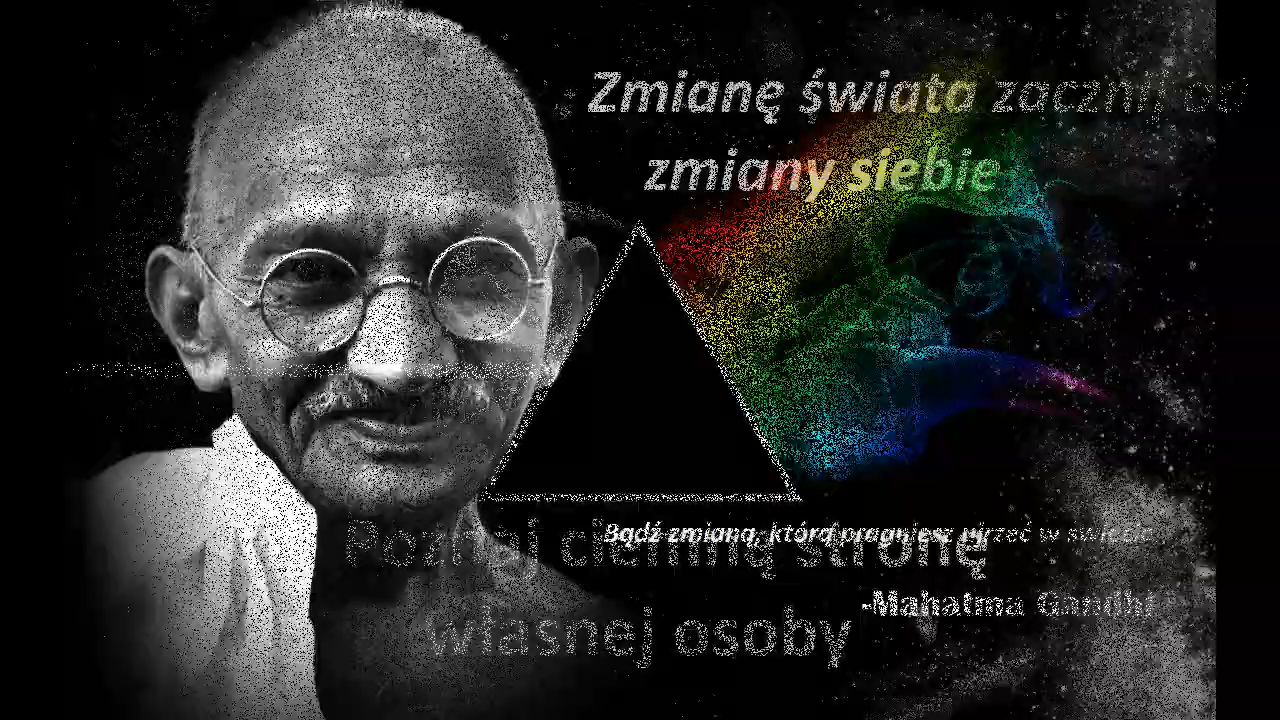 Zmianę świata zacznij od
zmiany siebie
Bądź zmianą, którą pragniesz ujrzeć w świecie
Poznaj ciemną stronę
-Mahatma Gandhi
własnej osoby